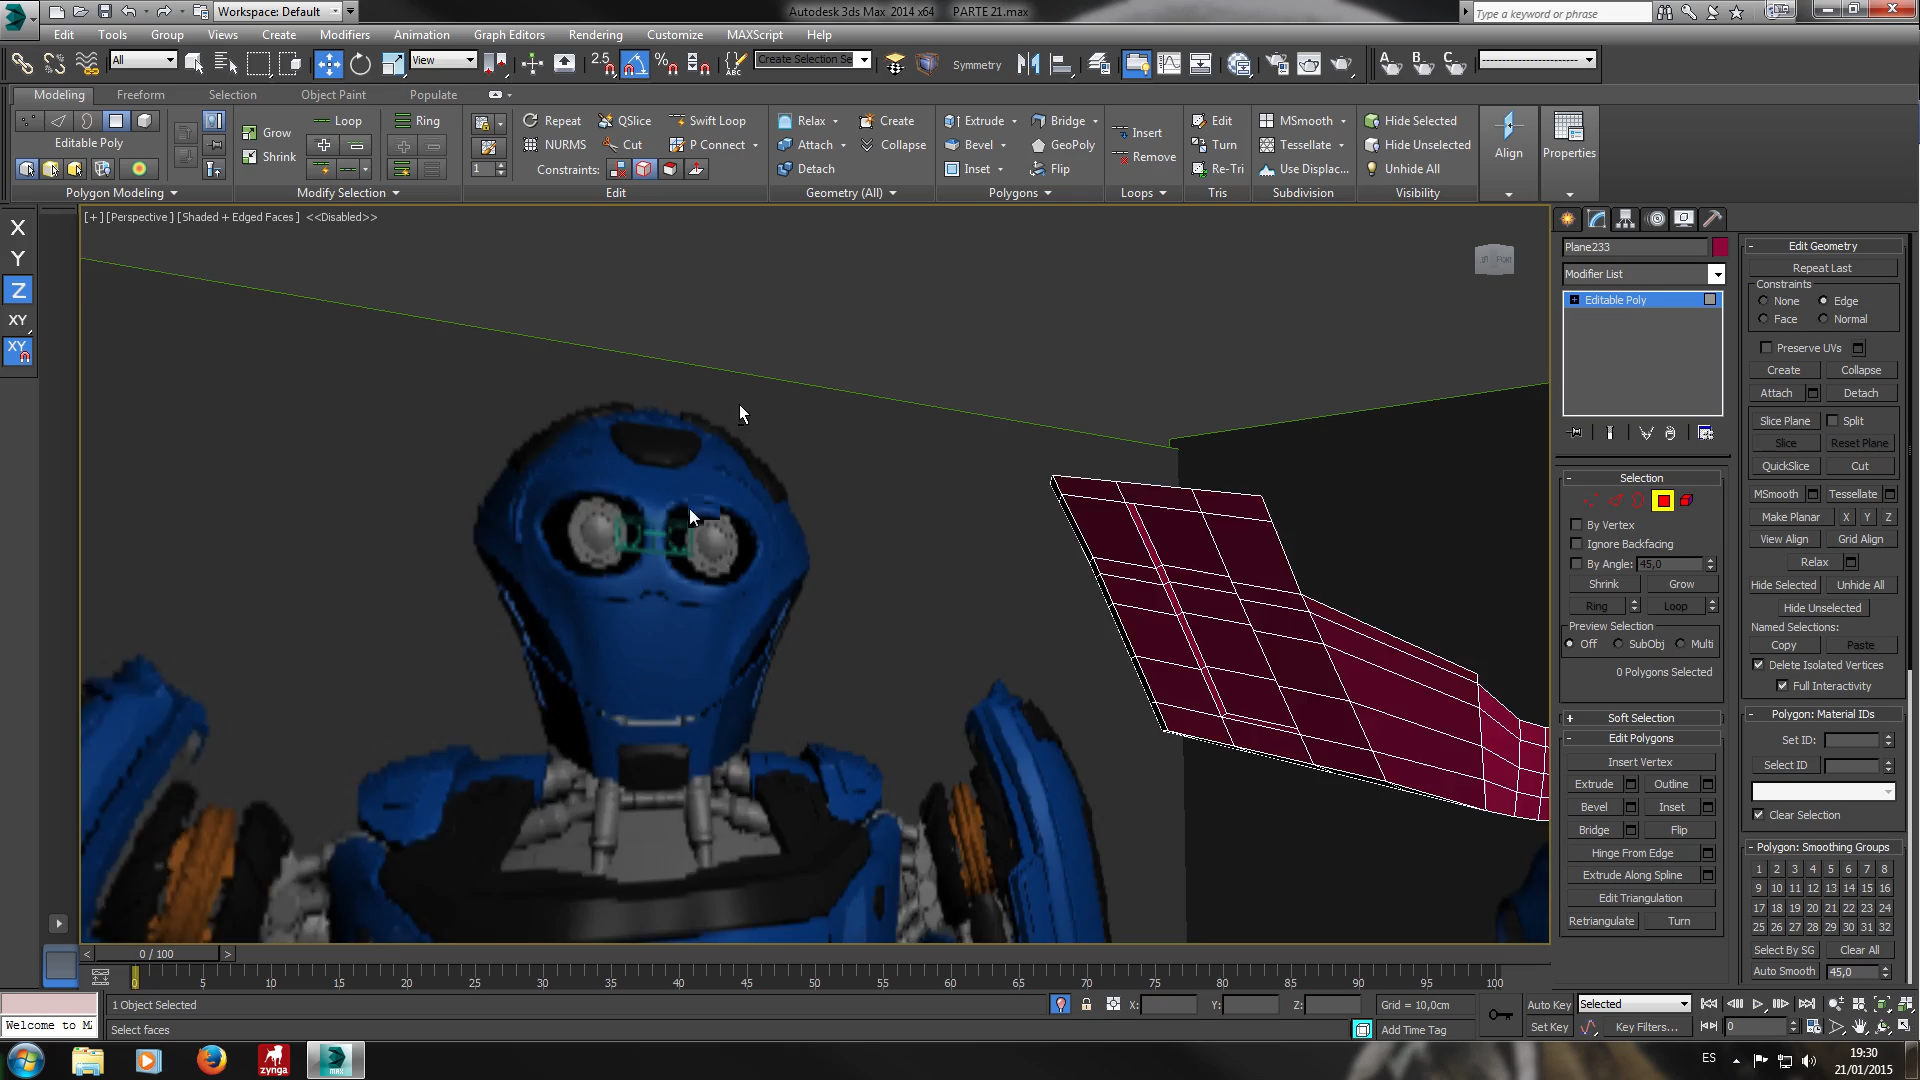 Workspace: Default
Autodesk 3ds Max 2014 x64
PARTE 21.max
Type a keyword or phrase
Edit
Tools
Group
Views
Create
Modifiers
Animation
Graph Editors
Rendering
Customize
MAXScript
Help
All
View
2.5
Create Selection Se
Symmetry
Modeling
Freeform
Selection
Object Paint
Populate
Editable Poly
Polygon Modeling
Grow
Shrink
Loop
Ring
Modify Selection
Repeat
QSlice
Swift Loop
NURMS
Cut
P Connect
1
Constraints:
Edit
Relax
Create
Attach
Collapse
Detach
Geometry (All)
Extrude
Bridge
Bevel
GeoPoly
Inset
Flip
Polygons
Insert
Remove
Loops
Edit
Turn
Re-Tri
Tris
MSmooth
Tessellate
Use Displac...
Subdivision
Hide Selected
Hide Unselected
Unhide All
Visibility
Align
Properties
X
Y
Z
XY
XY
[+] [Perspective ] [Shaded + Edged Faces ] <<Disabled>>
Plane233
Modifier List
Editable Poly
Selection
By Vertex
Ignore Backfacing
By Angle: 45,0
Shrink
Grow
Ring
Loop
Preview Selection
Off
SubObj
Multi
0 Polygons Selected
Soft Selection
Edit Polygons
Insert Vertex
Extrude
Outline
Bevel
Inset
Bridge
Flip
Hinge From Edge
Extrude Along Spline
Edit Triangulation
Retriangulate
Turn
Edit Geometry
Repeat Last
Constraints
None
Edge
Face
Normal
Preserve UVs
Create
Collapse
Attach
Detach
Slice Plane
Split
Slice
Reset Plane
QuickSlice
Cut
MSmooth
Tessellate
Make Planar X Y Z
View Align
Grid Align
Relax
Hide Selected
Unhide All
Hide Unselected
Named Selections:
Copy
Paste
Delete Isolated Vertices
Full Interactivity
Polygon: Material IDs
Set ID:
Select ID
Clear Selection
Polygon: Smoothing Groups
1 2 3 4 5 6 7 8
9 10 11 12 13 14 15 16
17 18 19 20 21 22 23 24
25 26 27 28 29 30 31 32
Select By SG
Clear All
Auto Smooth
45,0
0 / 100
0 5 10 15 20 25 30 35 40 45 50 55 60 65 70 75 80 85 90 95 100
1 Object Selected
X:
Y:
Z:
Grid = 10,0cm
Auto Key
Selected
Welcome to M
Select faces
Add Time Tag
Set Key
Key Filters...
0
zynga
MAX
ES
19:30
21/01/2015